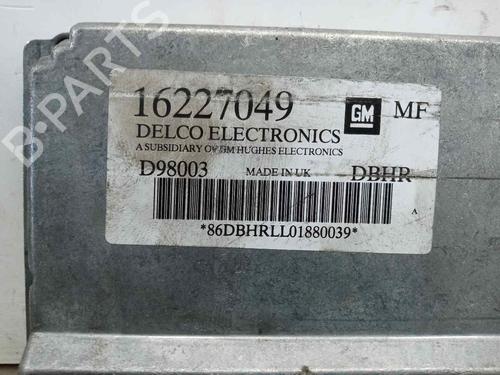 16227049 GM MF
DELCO ELECTRONICS
A SUBSIDIARY OF GM HUGHES ELECTRONICS
D98003 MADE IN UK DBHR
A
*86DBHRLL01880039*
B-PARTS